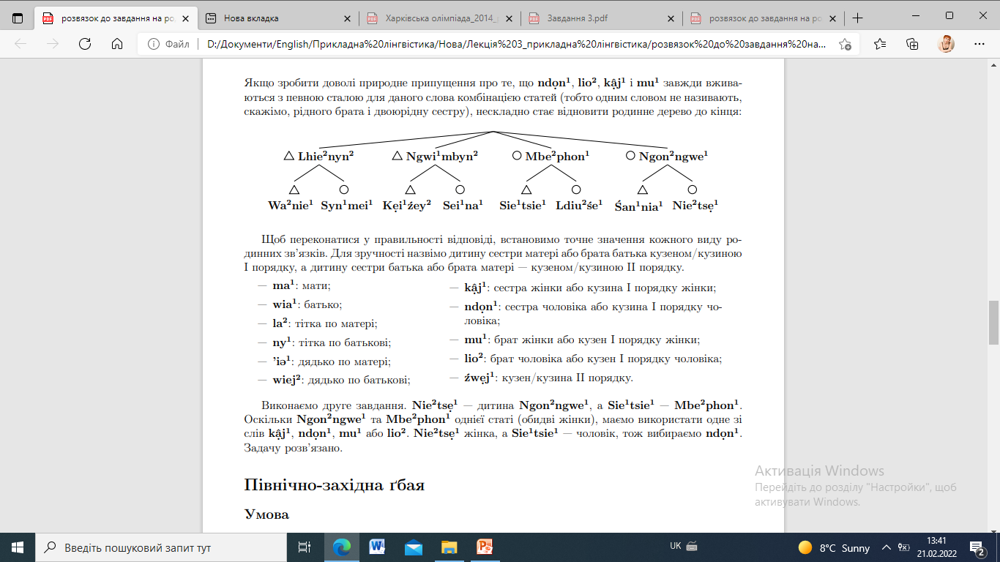 розвязок до завдання на ро
Нова вкладка
Харківська олімпіада_2014_
Завдання 3.pdf
розвязок до завдання на ро
Файл
D:/Документи/English/Прикладна%20лінгвістика/Нова/Лекція%203_прикладна%20лінгвістика/розвязок%20до%20завдання%20на...
Якщо зробити доволі природне припущення про те, що ndọn¹, lio², kậj¹ і mu¹ завжди вжива-
ються з певною сталою для даного слова комбінацією статей (тобто одним словом не називають,
скажімо, рідного брата і двоюрідну сестру), нескладно стає відновити родинне дерево до кінця:
△ Lhie²nyn² △ Ngwi¹mbyn² ○ Mbe²phon¹ ○ Ngon²ngwe¹
△ ○ △ ○ △ ○ △ ○
Wa²nie¹ Syn¹mei¹ Kẹi¹źey² Sei¹na¹ Sie¹tsie¹ Ldiu²śe¹ Śan¹nia¹ Nie²tsẹ¹
Щоб переконатися у правильності відповіді, встановимо точне значення кожного виду ро-
динних зв’язків. Для зручності назвімо дитину сестри матері або брата батька кузеном/кузиною
I порядку, а дитину сестри батька або брата матері — кузеном/кузиною II порядку.
— ma¹: мати;
— wia¹: батько;
— la²: тітка по матері;
— ny¹: тітка по батькові;
— ’iə¹: дядько по матері;
— wiej²: дядько по батькові;
— kậj¹: сестра жінки або кузина I порядку жінки;
— ndọn¹: сестра чоловіка або кузина I порядку чо-
ловіка;
— mu¹: брат жінки або кузен I порядку жінки;
— lio²: брат чоловіка або кузен I порядку чоловіка;
— źwẹj¹: кузен/кузина II порядку.
Виконаємо друге завдання. Nie²tsẹ¹ — дитина Ngon²ngwe¹, а Sie¹tsie¹ — Mbe²phon¹.
Оскільки Ngon²ngwe¹ та Mbe²phon¹ однієї статі (обидві жінки), маємо використати одне зі
слів kậj¹, ndọn¹, mu¹ або lio². Nie²tsẹ¹ жінка, а Sie¹tsie¹ — чоловік, тож вибираємо ndọn¹.
Задачу розв’язано.
Північно-західна ґбая
Умова
Активація Windows
Перейдіть до розділу "Настройки", щоб
активувати Windows.
Введіть пошуковий запит тут
UK
8°C Sunny
13:41
21.02.2022
2